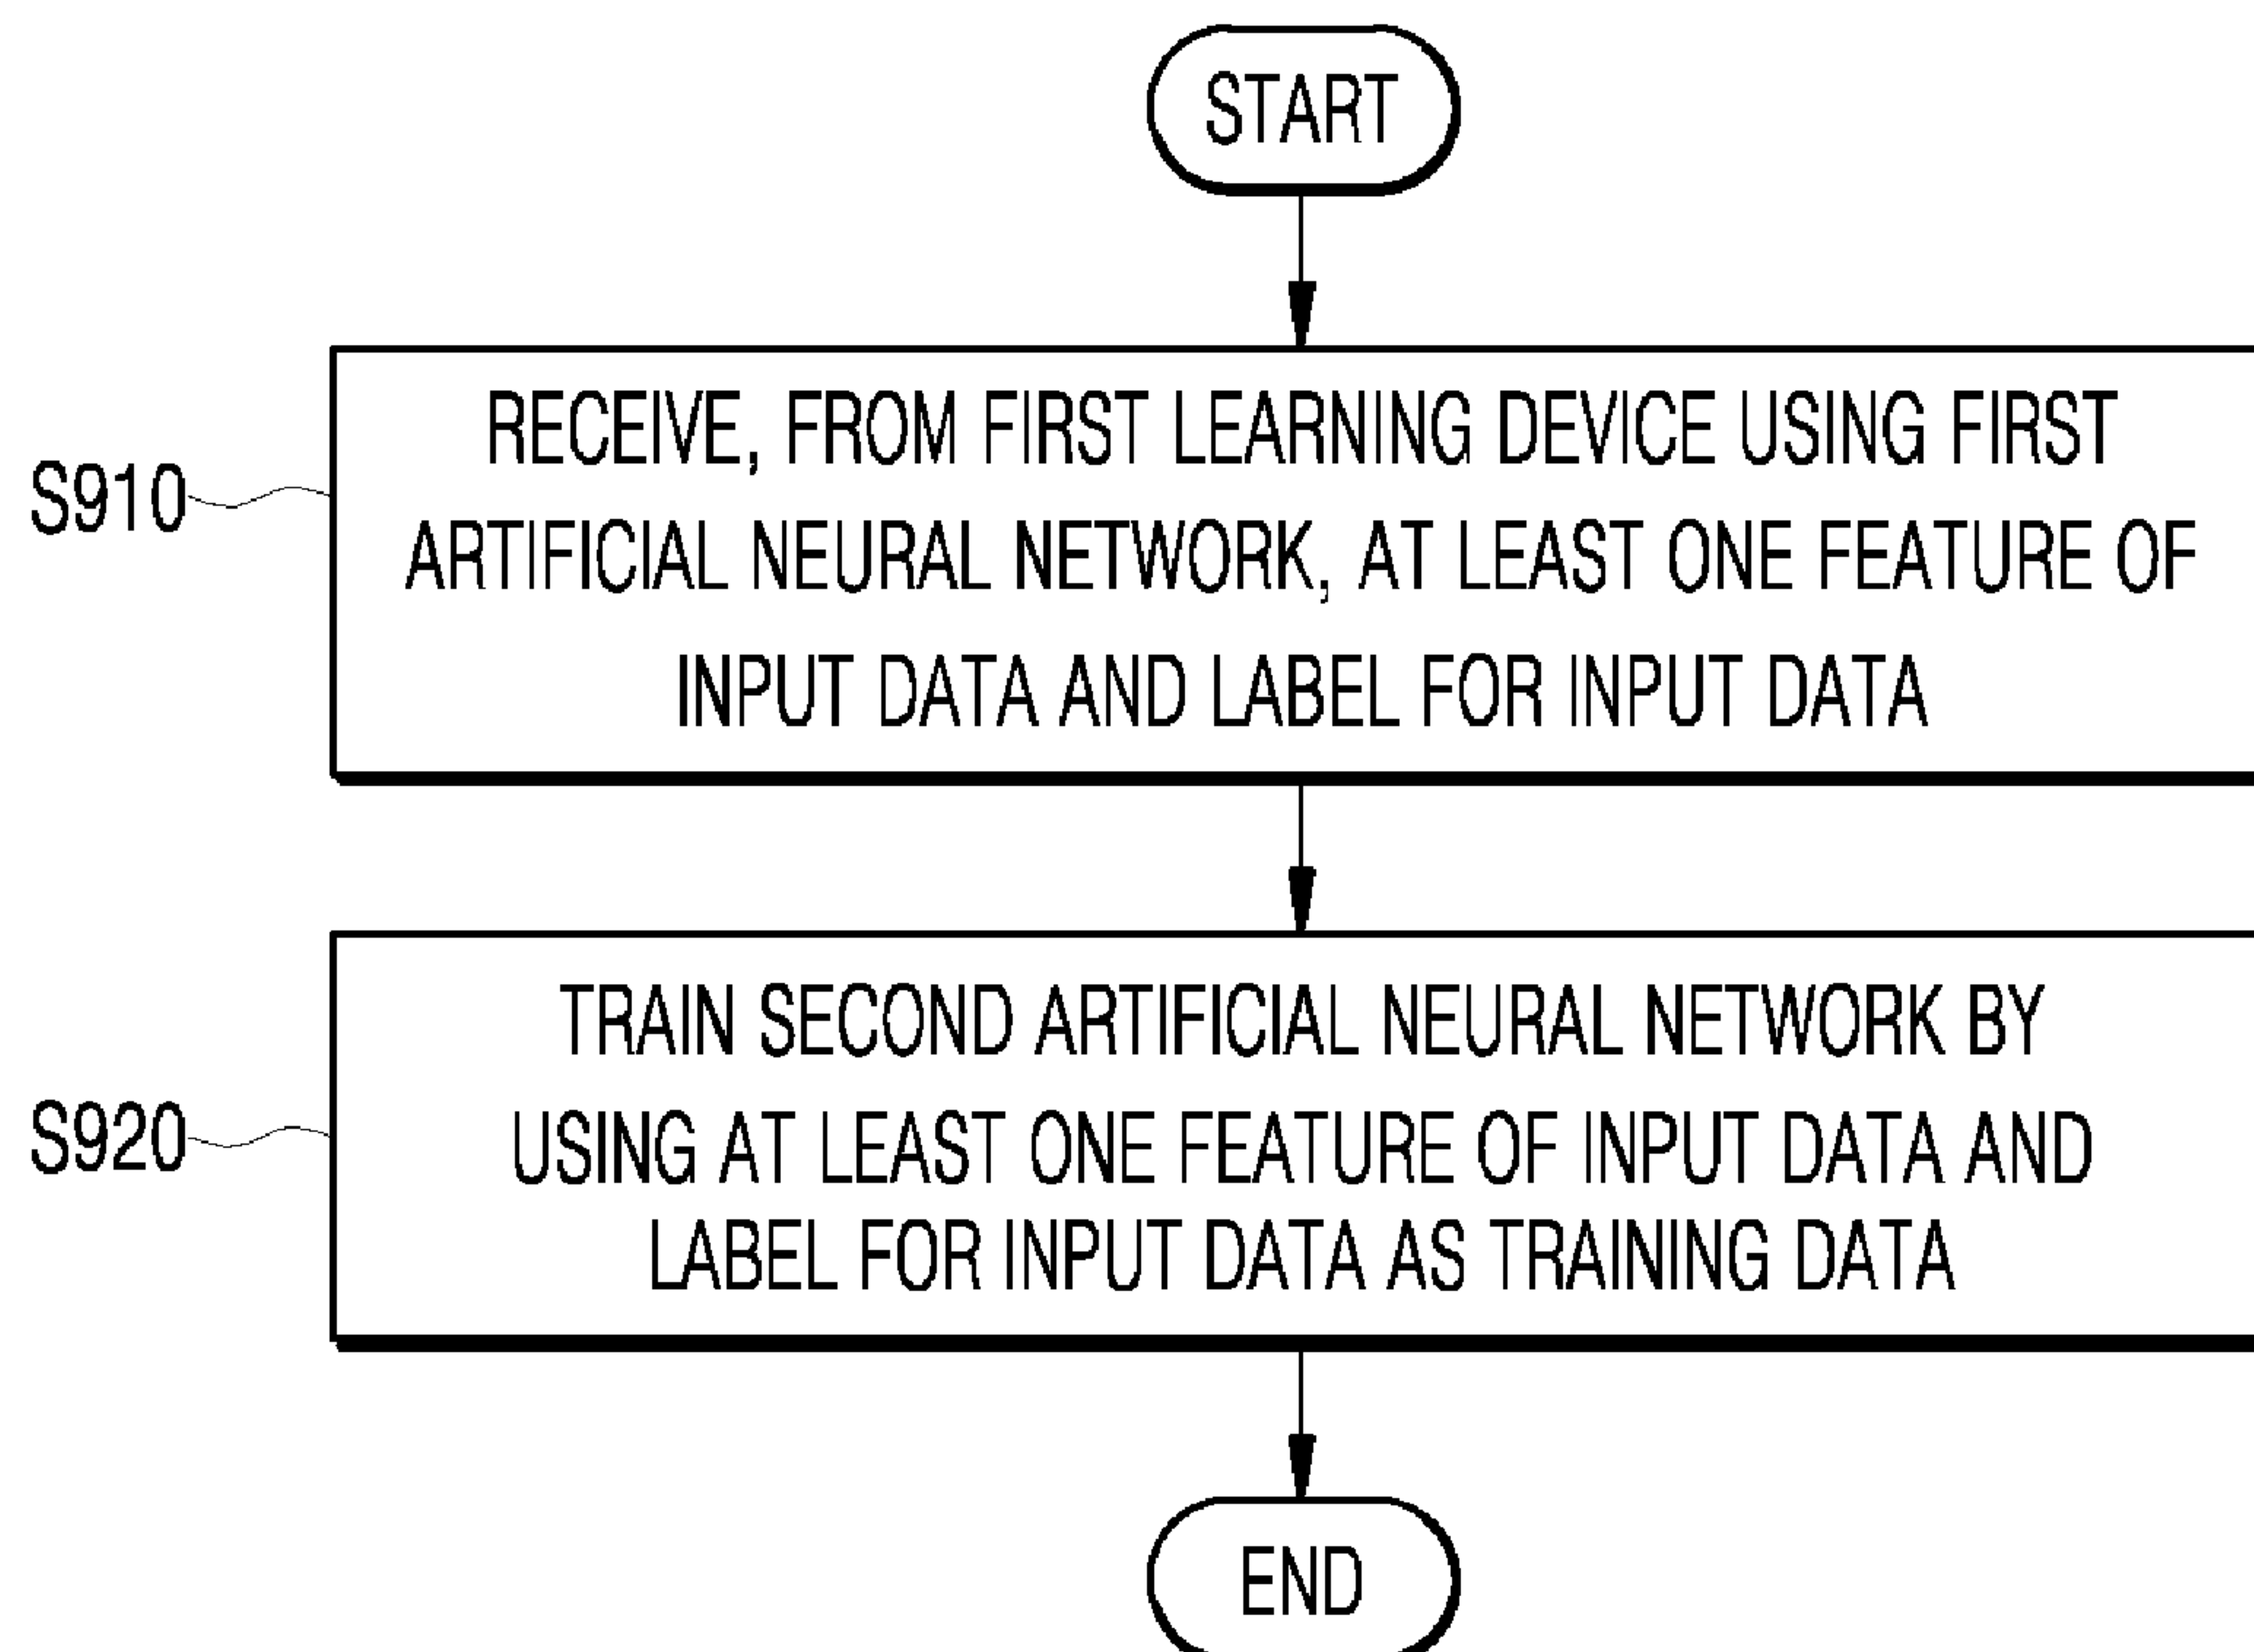 START
S910
RECEIVE, FROM FIRST LEARNING DEVICE USING FIRST
ARTIFICIAL NEURAL NETWORK, AT LEAST ONE FEATURE OF
INPUT DATA AND LABEL FOR INPUT DATA
S920
TRAIN SECOND ARTIFICIAL NEURAL NETWORK BY
USING AT LEAST ONE FEATURE OF INPUT DATA AND
LABEL FOR INPUT DATA AS TRAINING DATA
END